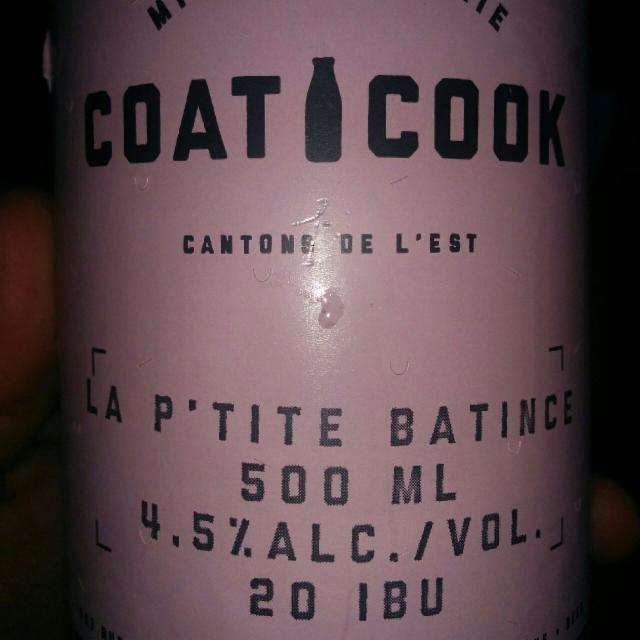 COATICOOK
CANTONS DE L'EST
LA P'TITE BATINCE
500 ML
4.5% ALC./VOL.
20 IBU